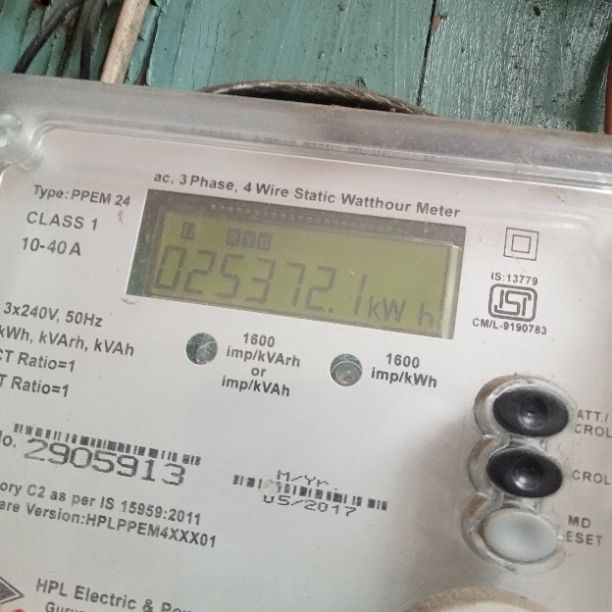 ac, 3 Phase, 4 Wire Static Watthour Meter
Type: PPEM 24
CLASS 1
10-40 A
RYB
025372.1 kW h
IS:13779
ISI
CM/L-9190783
3x240V, 50Hz
kWh, kVArh, kVAh
CT Ratio=1
T Ratio=1
1600
imp/kVArh
or
imp/kVAh
1600
imp/kWh
ATT./
CROL
CROL
MD
ESET
No. 2905913
M/Yr.
05/2017
ory C2 as per IS 15959:2011
are Version:HPLPPEM4XXX01
HPL Electric &